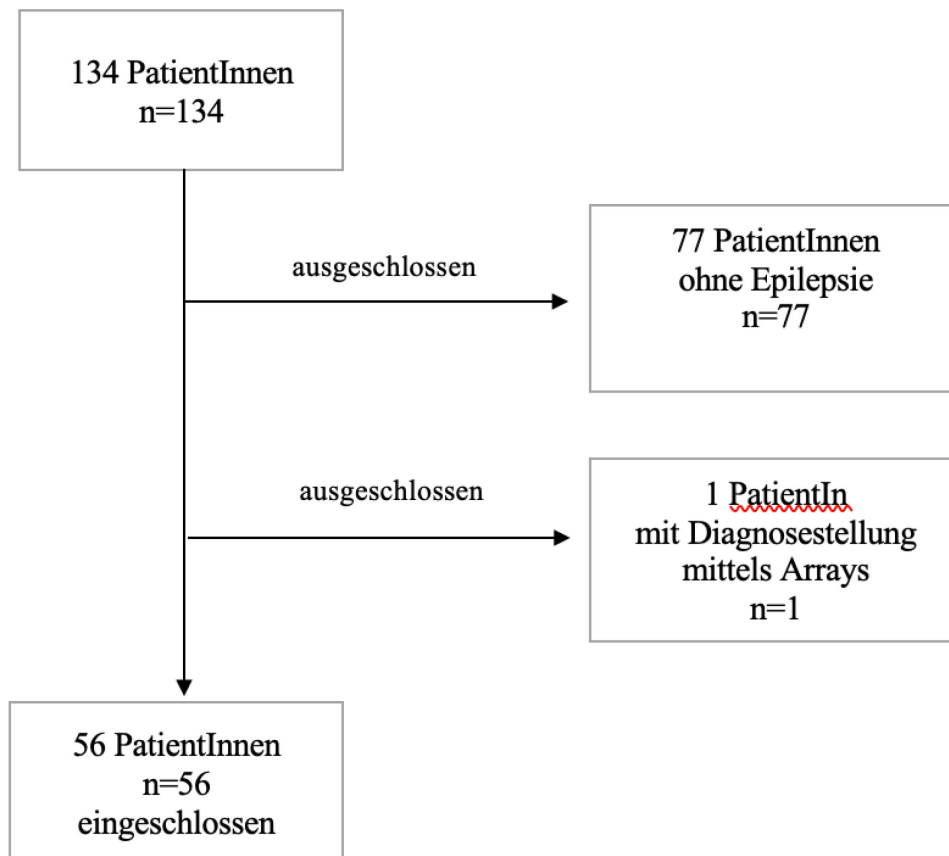 134 PatientInnen
n=134
ausgeschlossen
77 PatientInnen
ohne Epilepsie
n=77
ausgeschlossen
1 PatientIn
mit Diagnosestellung
mittels Arrays
n=1
56 PatientInnen
n=56
eingeschlossen